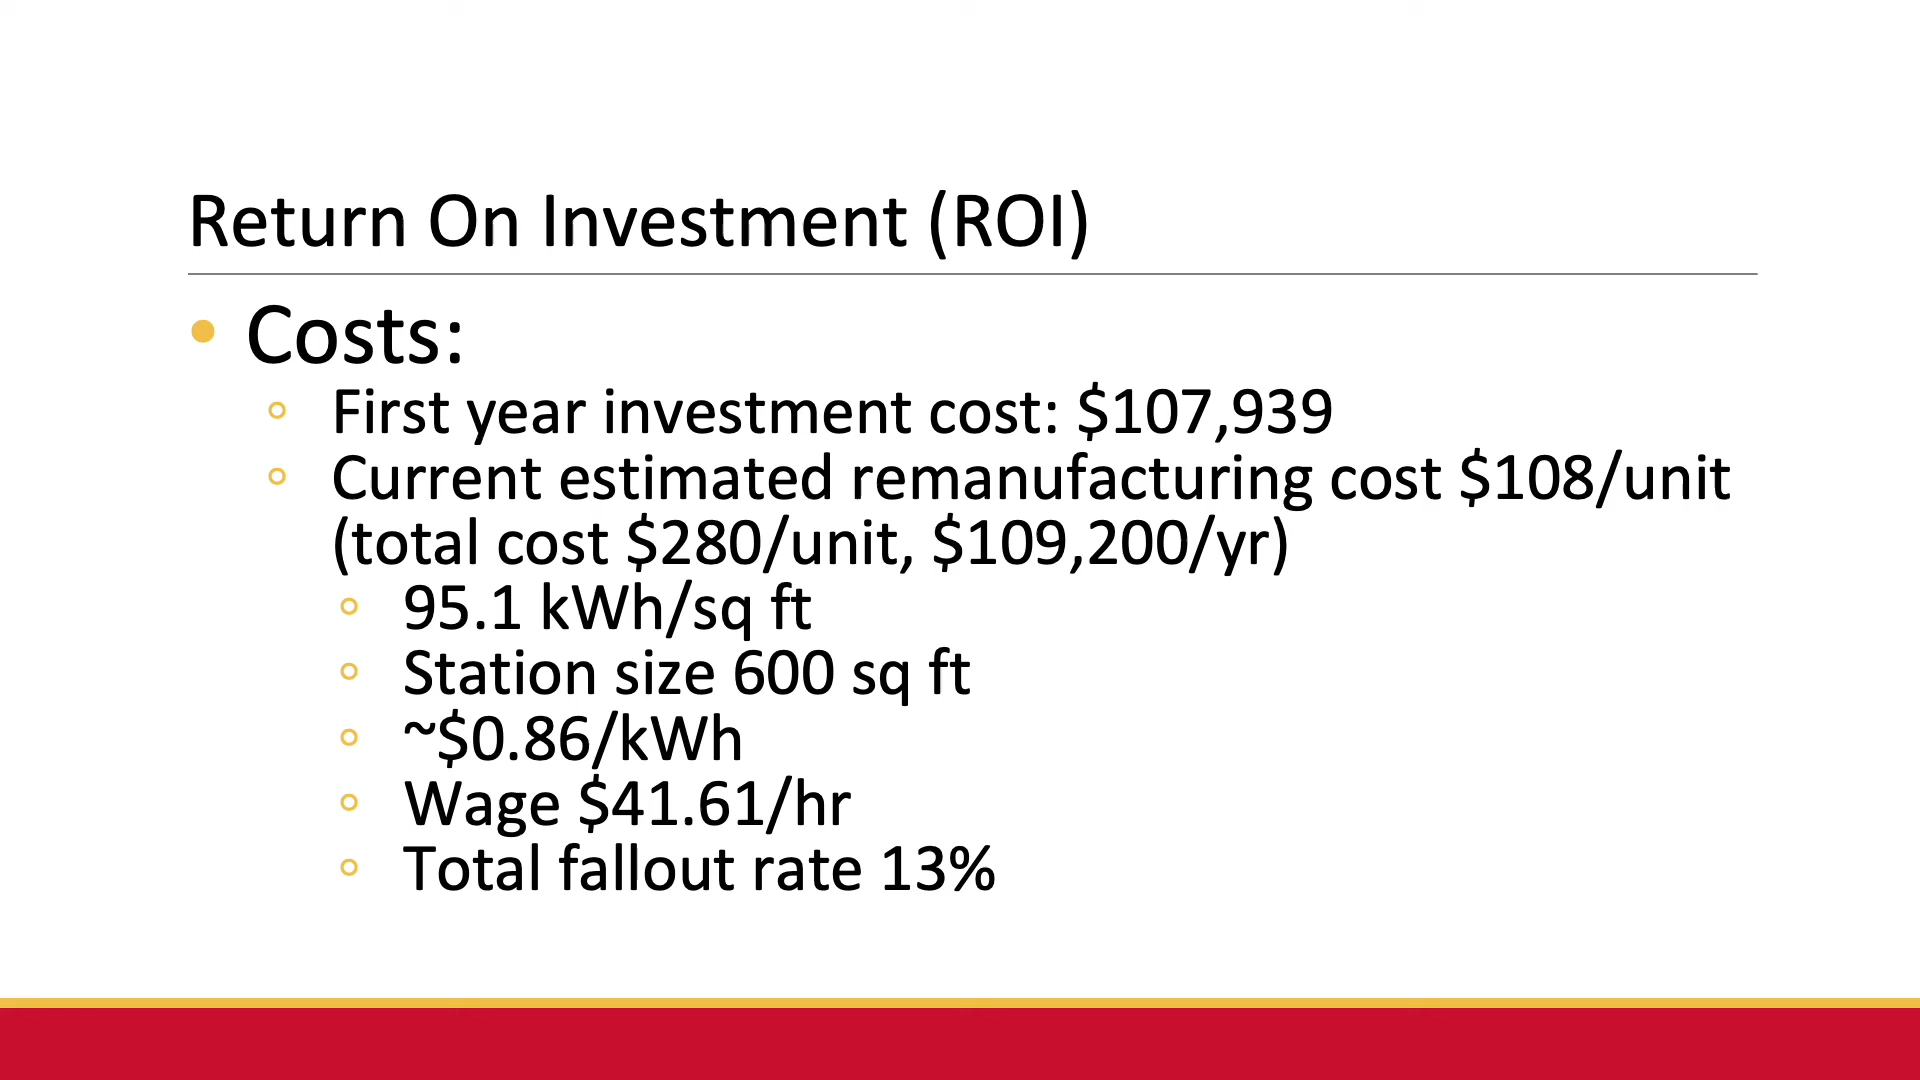 Return On Investment (ROI)
• Costs:
◦ First year investment cost: $107,939
◦ Current estimated remanufacturing cost $108/unit
(total cost $280/unit, $109,200/yr)
◦ 95.1 kWh/sq ft
◦ Station size 600 sq ft
◦ ~$0.86/kWh
◦ Wage $41.61/hr
◦ Total fallout rate 13%